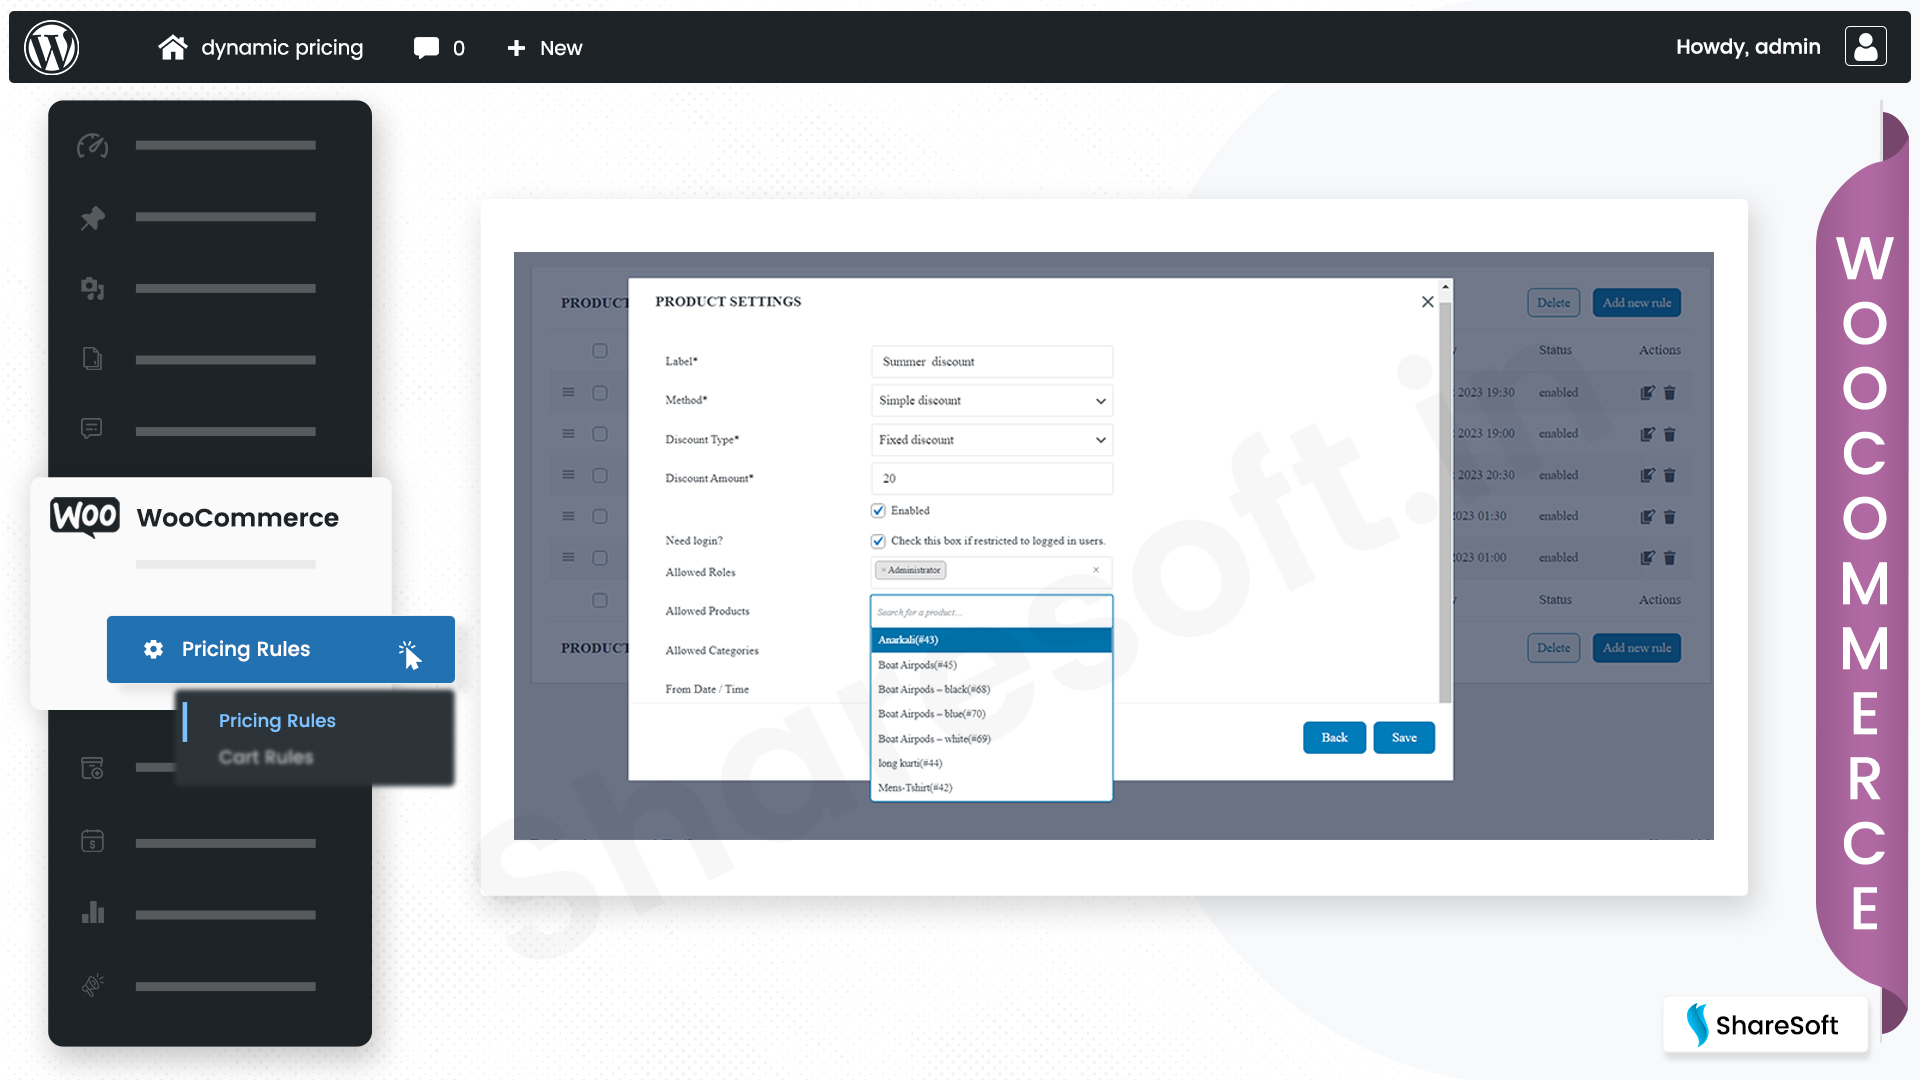 dynamic pricing 0 + New Howdy, admin
WOO WooCommerce
Pricing Rules
Pricing Rules
Cart Rules
PRODUCT
Delete Add new rule
PRODUCT SETTINGS
Status Actions
Label* Summer discount
Method* Simple discount
2023 19:30 enabled
Discount Type* Fixed discount
2023 19:00 enabled
Discount Amount* 20
2023 20:30 enabled
Enabled
2023 01:30 enabled
Need login? Check this box if restricted to logged in users.
2023 01:00 enabled
Allowed Roles × Administrator ×
Status Actions
Allowed Products Search for a product...
Anarkali(#43)
PRODUCT
Delete Add new rule
Allowed Categories
Boat Airpods(#45)
From Date / Time
Boat Airpods – black(#68)
Boat Airpods – blue(#70)
Boat Airpods – white(#69)
long kurti(#44)
Mens-Tshirt(#42)
Back Save
Sharesoft.in
WOOCOMMERCE
ShareSoft